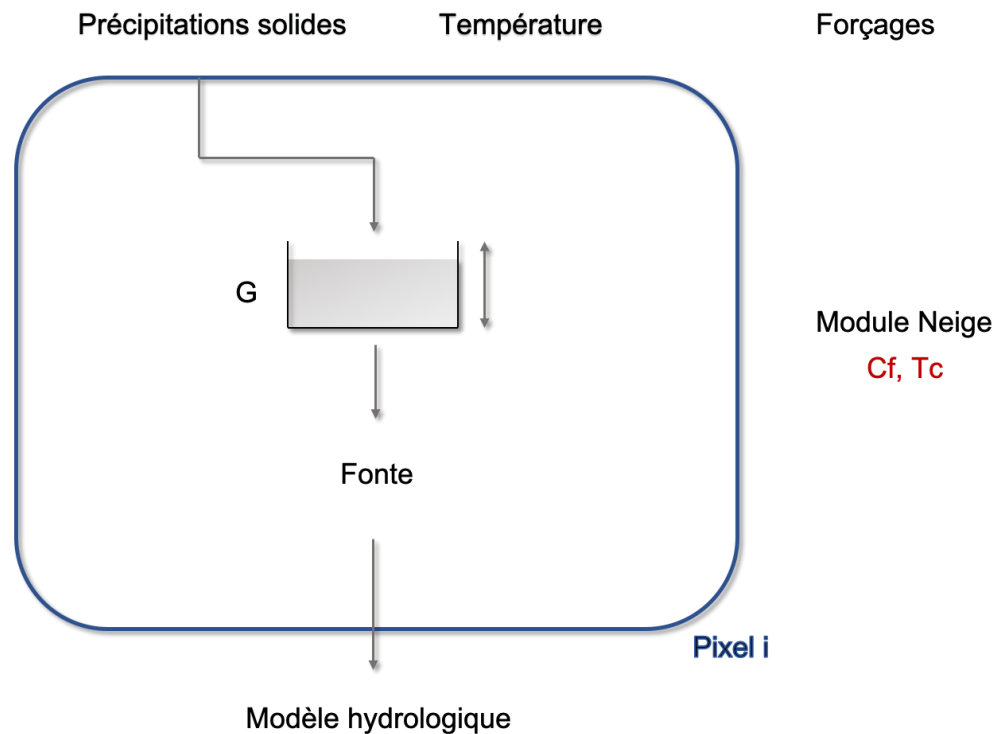 Précipitations solides
Température
Forçages
G
Module Neige
Cf, Tc
Fonte
Pixel i
Modèle hydrologique